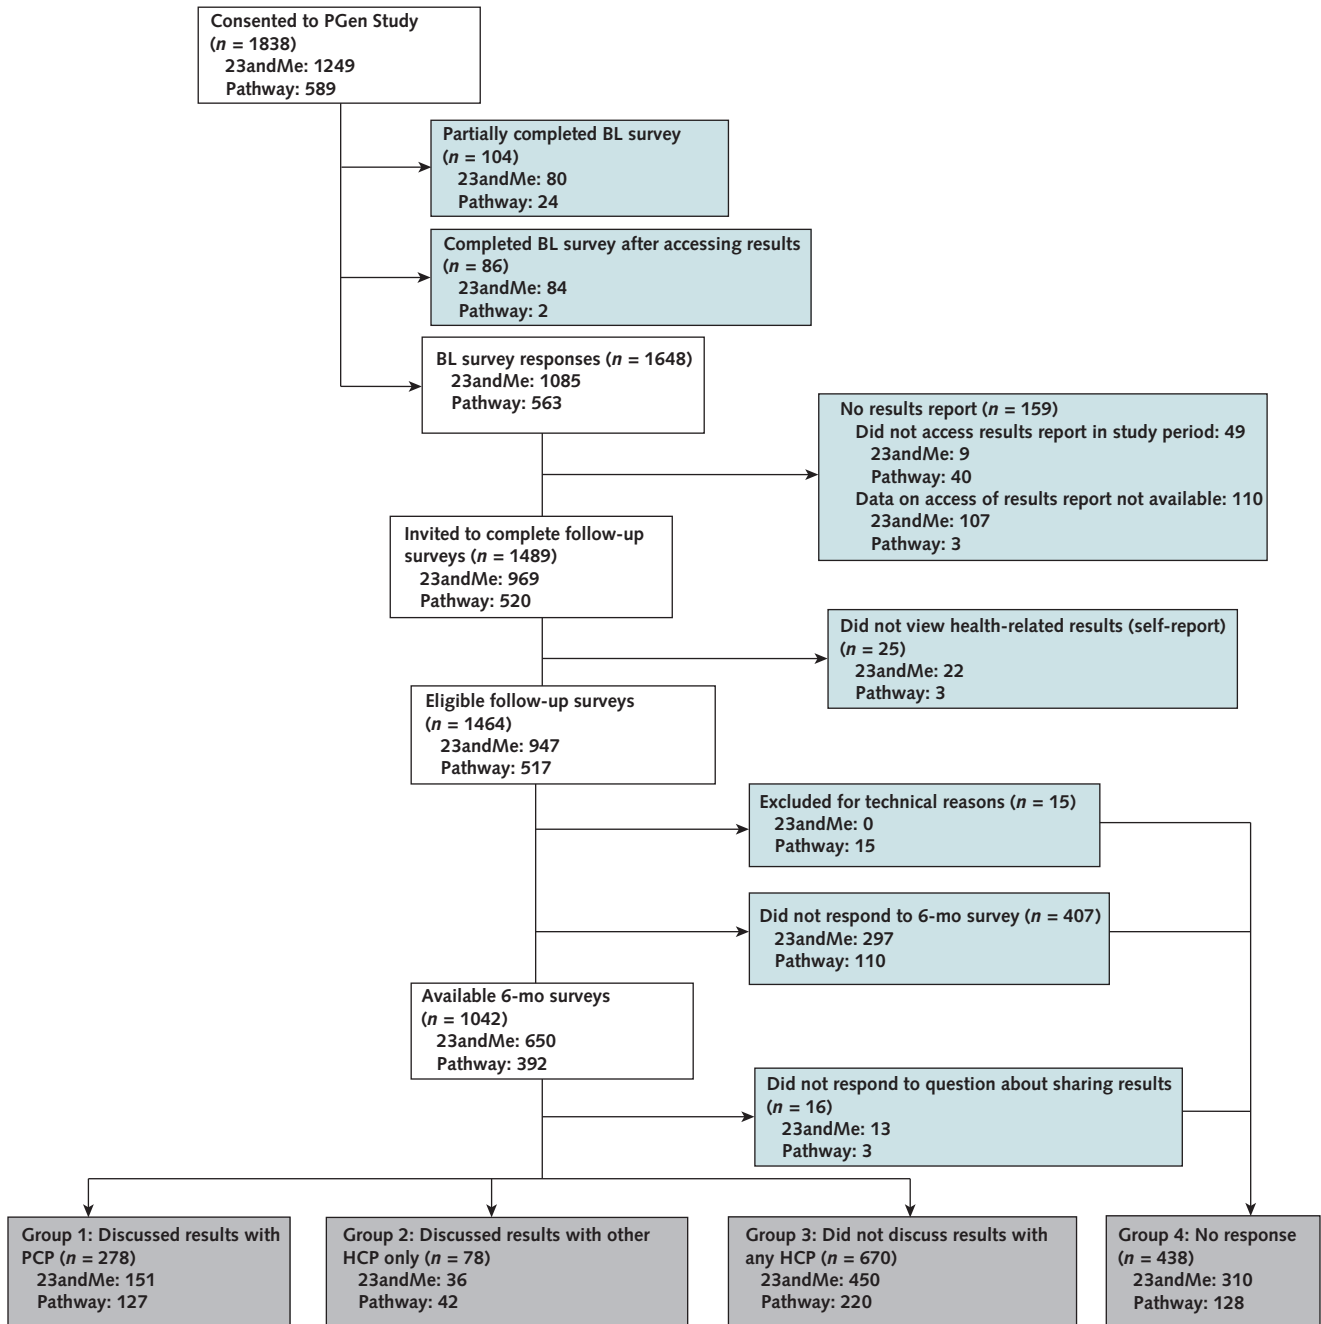 Consented to PGen Study
(n = 1838)
23andMe: 1249
Pathway: 589
Partially completed BL survey
(n = 104)
23andMe: 80
Pathway: 24
Completed BL survey after accessing results
(n = 86)
23andMe: 84
Pathway: 2
BL survey responses (n = 1648)
23andMe: 1085
Pathway: 563
No results report (n = 159)
Did not access results report in study period: 49
23andMe: 9
Pathway: 40
Data on access of results report not available: 110
23andMe: 107
Pathway: 3
Invited to complete follow-up
surveys (n = 1489)
23andMe: 969
Pathway: 520
Did not view health-related results (self-report)
(n = 25)
23andMe: 22
Pathway: 3
Eligible follow-up surveys
(n = 1464)
23andMe: 947
Pathway: 517
Excluded for technical reasons (n = 15)
23andMe: 0
Pathway: 15
Did not respond to 6-mo survey (n = 407)
23andMe: 297
Pathway: 110
Available 6-mo surveys
(n = 1042)
23andMe: 650
Pathway: 392
Did not respond to question about sharing results
(n = 16)
23andMe: 13
Pathway: 3
Group 1: Discussed results with
PCP (n = 278)
23andMe: 151
Pathway: 127
Group 2: Discussed results with other
HCP only (n = 78)
23andMe: 36
Pathway: 42
Group 3: Did not discuss results with
any HCP (n = 670)
23andMe: 450
Pathway: 220
Group 4: No response
(n = 438)
23andMe: 310
Pathway: 128